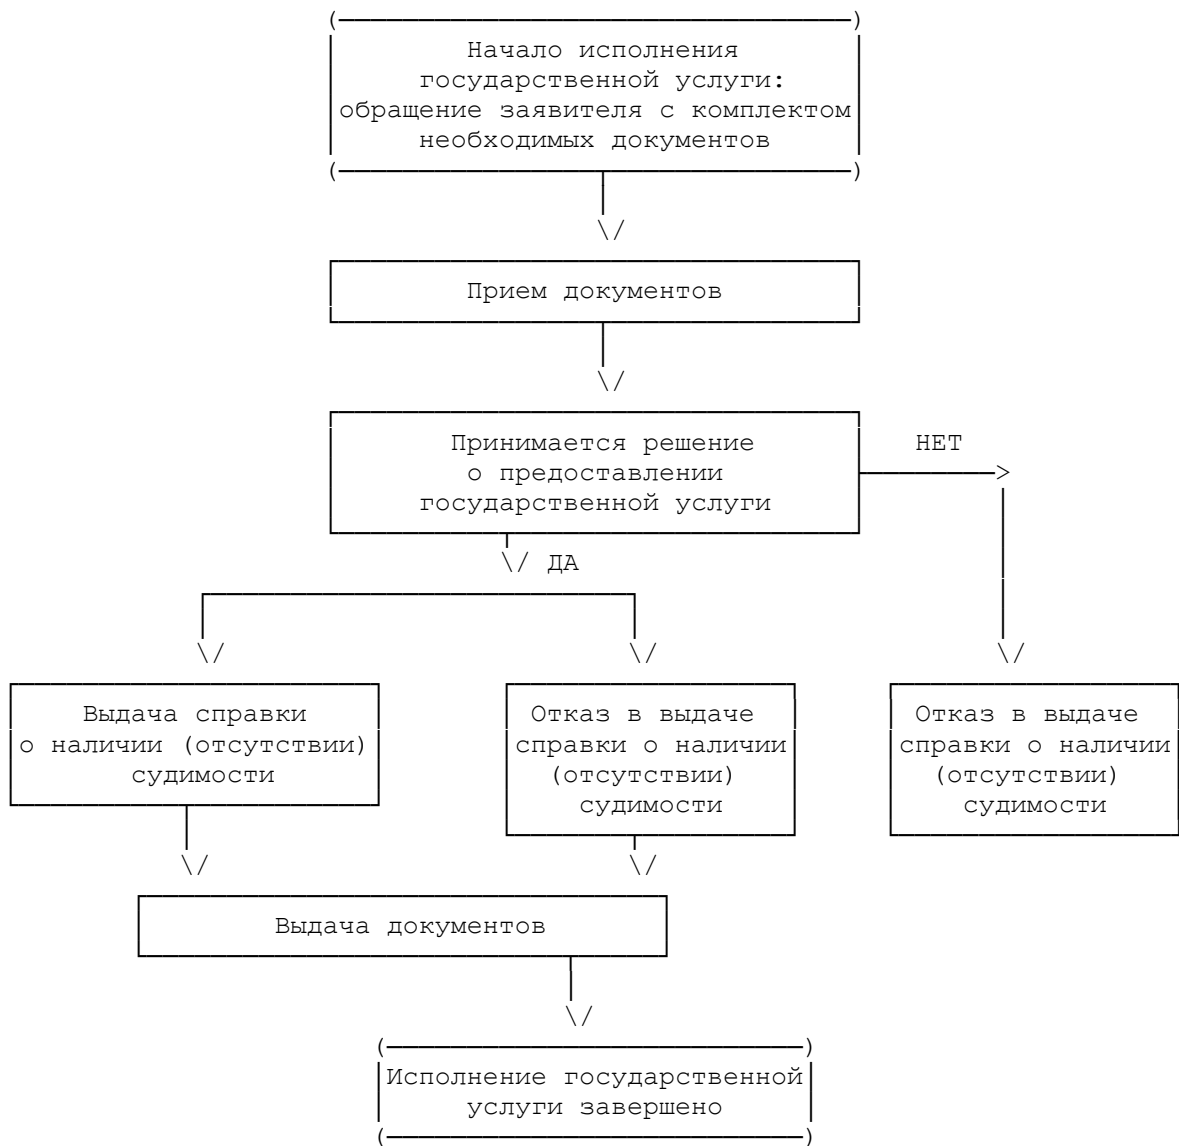 Начало исполнения
государственной услуги:
обращение заявителя с комплектом
необходимых документов
Прием документов
Принимается решение
о предоставлении
государственной услуги
НЕТ
ДА
Выдача справки
о наличии (отсутствии)
судимости
Отказ в выдаче
справки о наличии
(отсутствии)
судимости
Отказ в выдаче
справки о наличии
(отсутствии)
судимости
Выдача документов
Исполнение государственной
услуги завершено